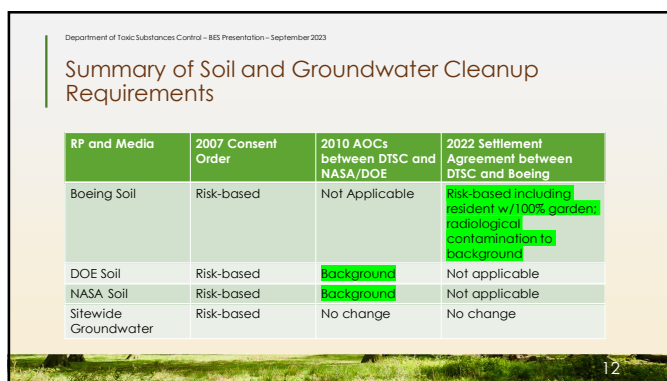 Department of Toxic Substances Control – BES Presentation – September 2023
Summary of Soil and Groundwater Cleanup
Requirements
RP and Media
2007 Consent
Order
2010 AOCs
between DTSC and
NASA/DOE
2022 Settlement
Agreement between
DTSC and Boeing
Boeing Soil
Risk-based
Not Applicable
Risk-based including
resident w/100% garden;
radiological
contamination to
background
DOE Soil
Risk-based
Background
Not applicable
NASA Soil
Risk-based
Background
Not applicable
Sitewide
Groundwater
Risk-based
No change
No change
12